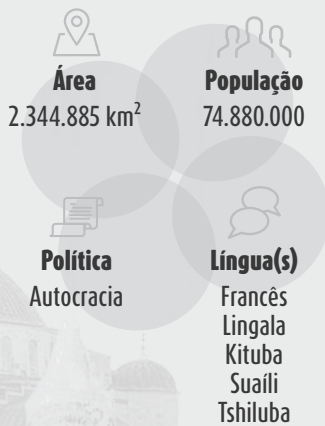 Área
2.344.885 km²
População
74.880.000
Política
Autocracia
Língua(s)
Francês
Lingala
Kituba
Suaíli
Tshiluba